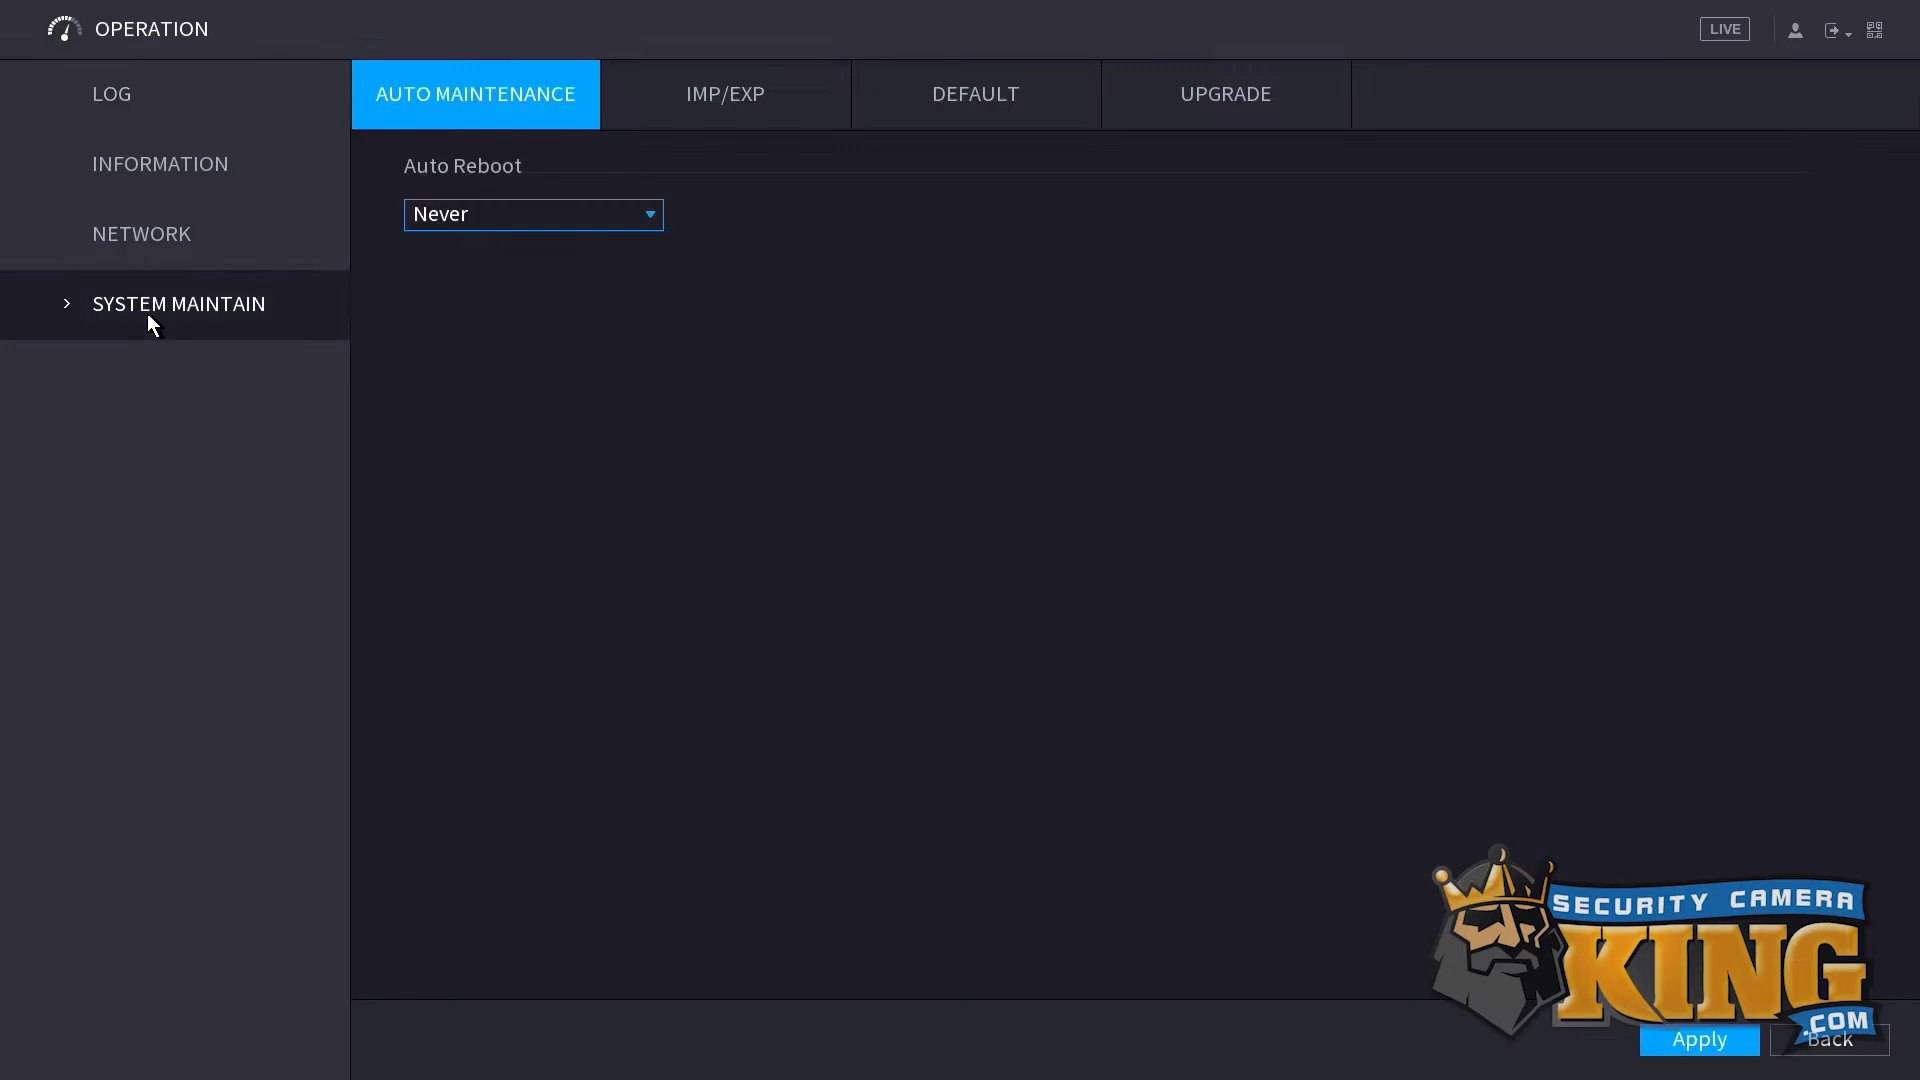 OPERATION
LIVE
LOG
INFORMATION
NETWORK
SYSTEM MAINTAIN
AUTO MAINTENANCE
IMP/EXP
DEFAULT
UPGRADE
Auto Reboot
Never
SECURITY CAMERA
KING
.COM
Apply
Back